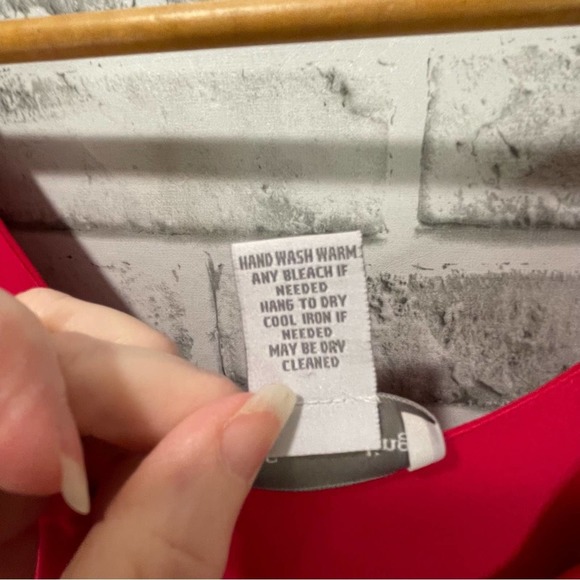 HAND WASH WARM
ANY BLEACH IF
NEEDED
HANG TO DRY
COOL IRON IF
NEEDED
MAY BE DRY
CLEANED